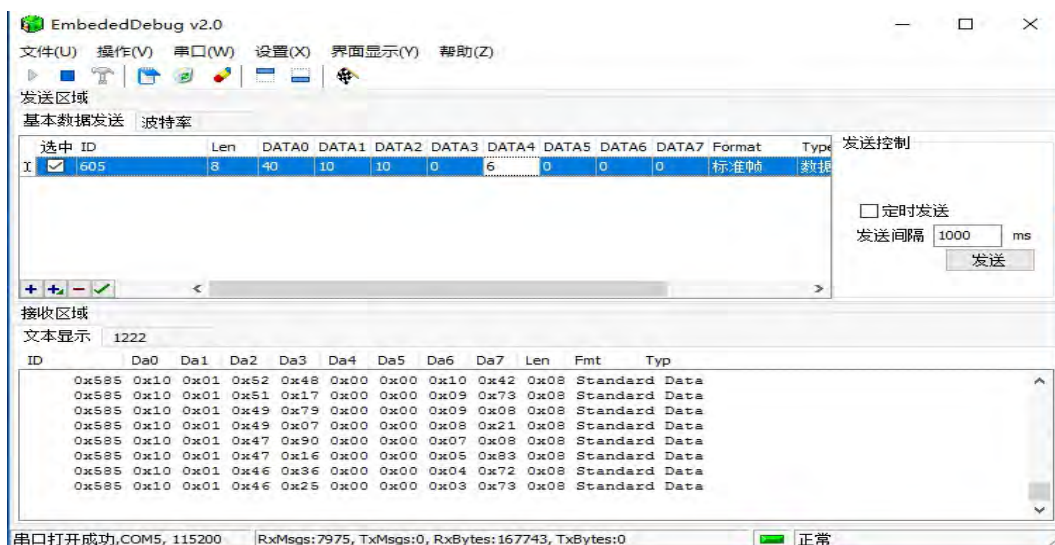 EmbededDebug v2.0
文件(U) 操作(V) 串口(W) 设置(X) 界面显示(Y) 帮助(Z)
发送区域
基本数据发送 波特率
选中 ID Len DATA0 DATA1 DATA2 DATA3 DATA4 DATA5 DATA6 DATA7 Format Type
605 8 40 10 10 0 6 0 0 0 标准帧 数据
发送控制
定时发送
发送间隔 1000 ms
发送
接收区域
文本显示 1222
ID Da0 Da1 Da2 Da3 Da4 Da5 Da6 Da7 Len Fmt Typ
0x585 0x10 0x01 0x52 0x48 0x00 0x00 0x10 0x42 0x08 Standard Data
0x585 0x10 0x01 0x51 0x17 0x00 0x00 0x09 0x73 0x08 Standard Data
0x585 0x10 0x01 0x49 0x79 0x00 0x00 0x09 0x08 0x08 Standard Data
0x585 0x10 0x01 0x49 0x07 0x00 0x00 0x08 0x21 0x08 Standard Data
0x585 0x10 0x01 0x47 0x90 0x00 0x00 0x07 0x08 0x08 Standard Data
0x585 0x10 0x01 0x47 0x16 0x00 0x00 0x05 0x83 0x08 Standard Data
0x585 0x10 0x01 0x46 0x36 0x00 0x00 0x04 0x72 0x08 Standard Data
0x585 0x10 0x01 0x46 0x25 0x00 0x00 0x03 0x73 0x08 Standard Data
串口打开成功,COM5, 115200 RxMsgs:7975, TxMsgs:0, RxBytes:167743, TxBytes:0 正常